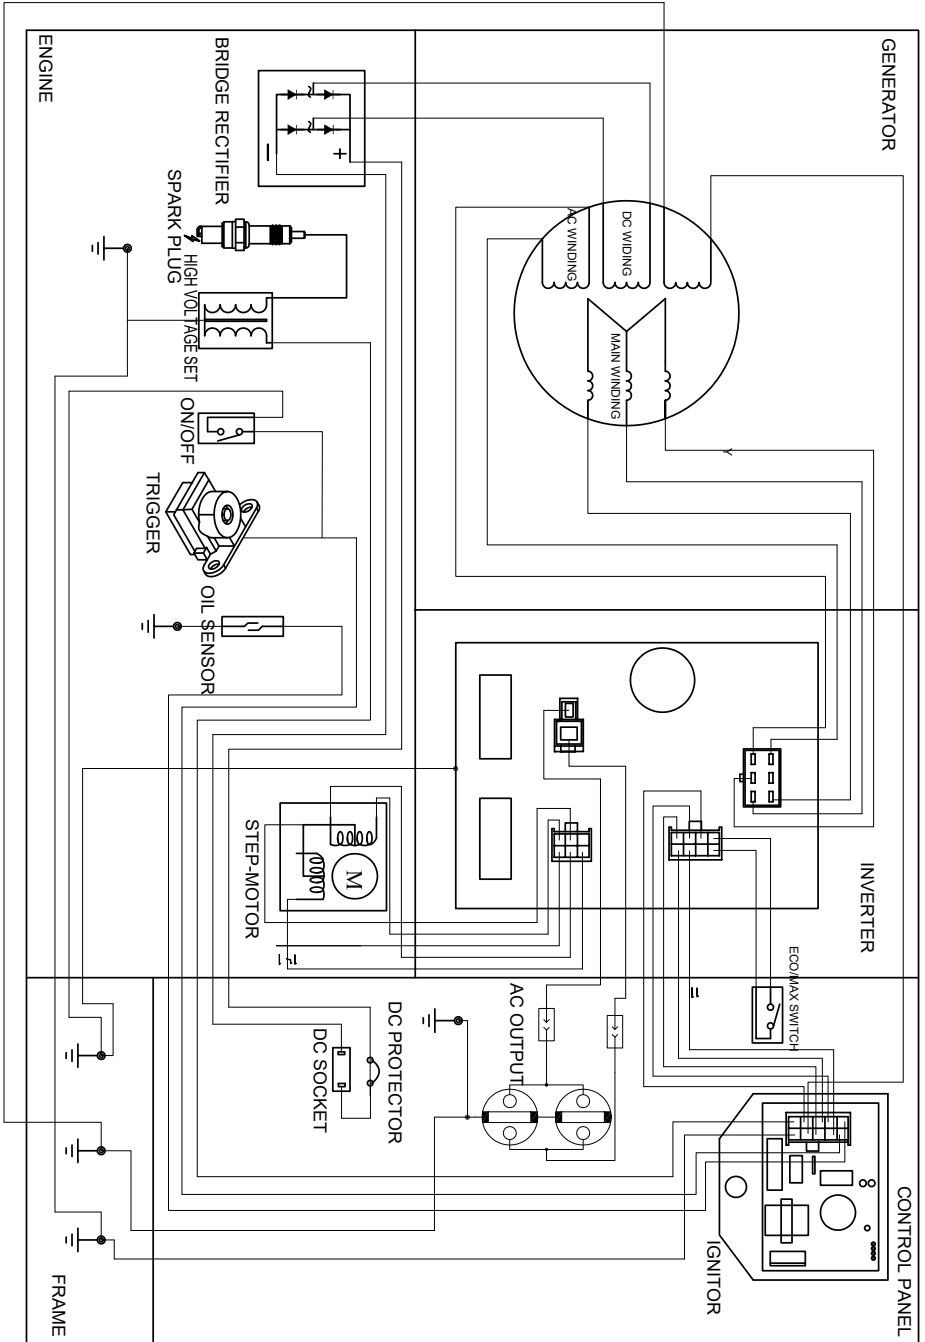 ENGINE
BRIDGE RECTIFIER
SPARK PLUG
HIGH VOLTAGE SET
ON/OFF
TRIGGER
OIL SENSOR
STEP-MOTOR
M
GENERATOR
AC WINDING
DC WIDING
MAIN WINDING
Y
INVERTER
ECO/MAX SWITCH
AC OUTPUT
DC PROTECTOR
DC SOCKET
CONTROL PANEL
IGNITOR
FRAME